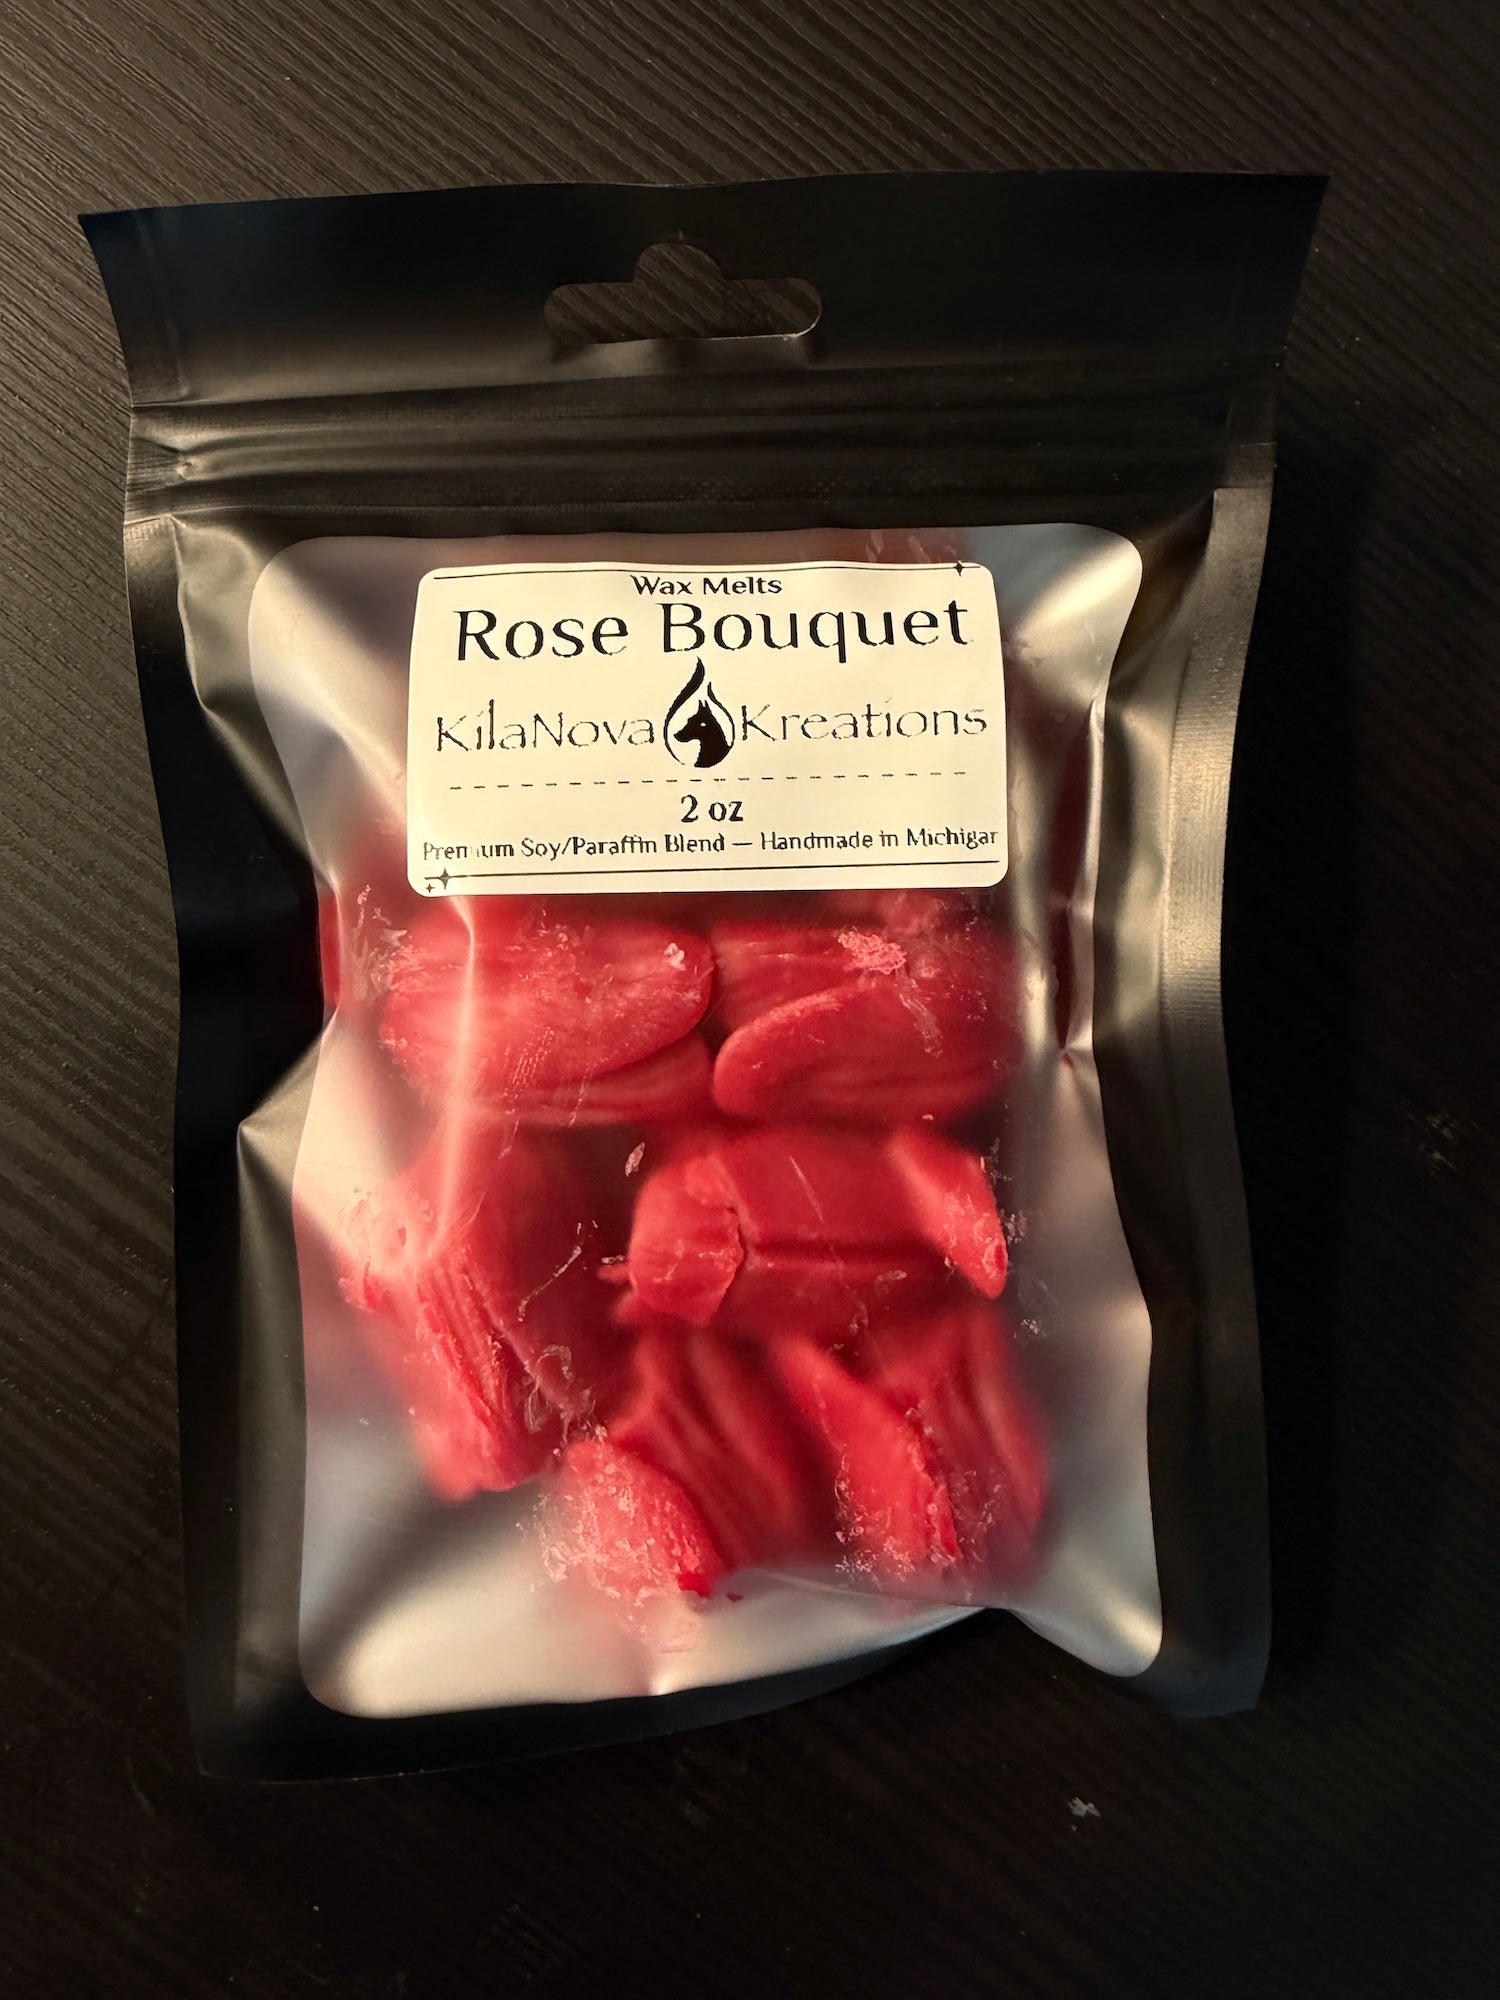 Wax Melts
Rose Bouquet
KilaNova Kreations
2 oz
Premium Soy/Paraffin Blend — Handmade in Michigan